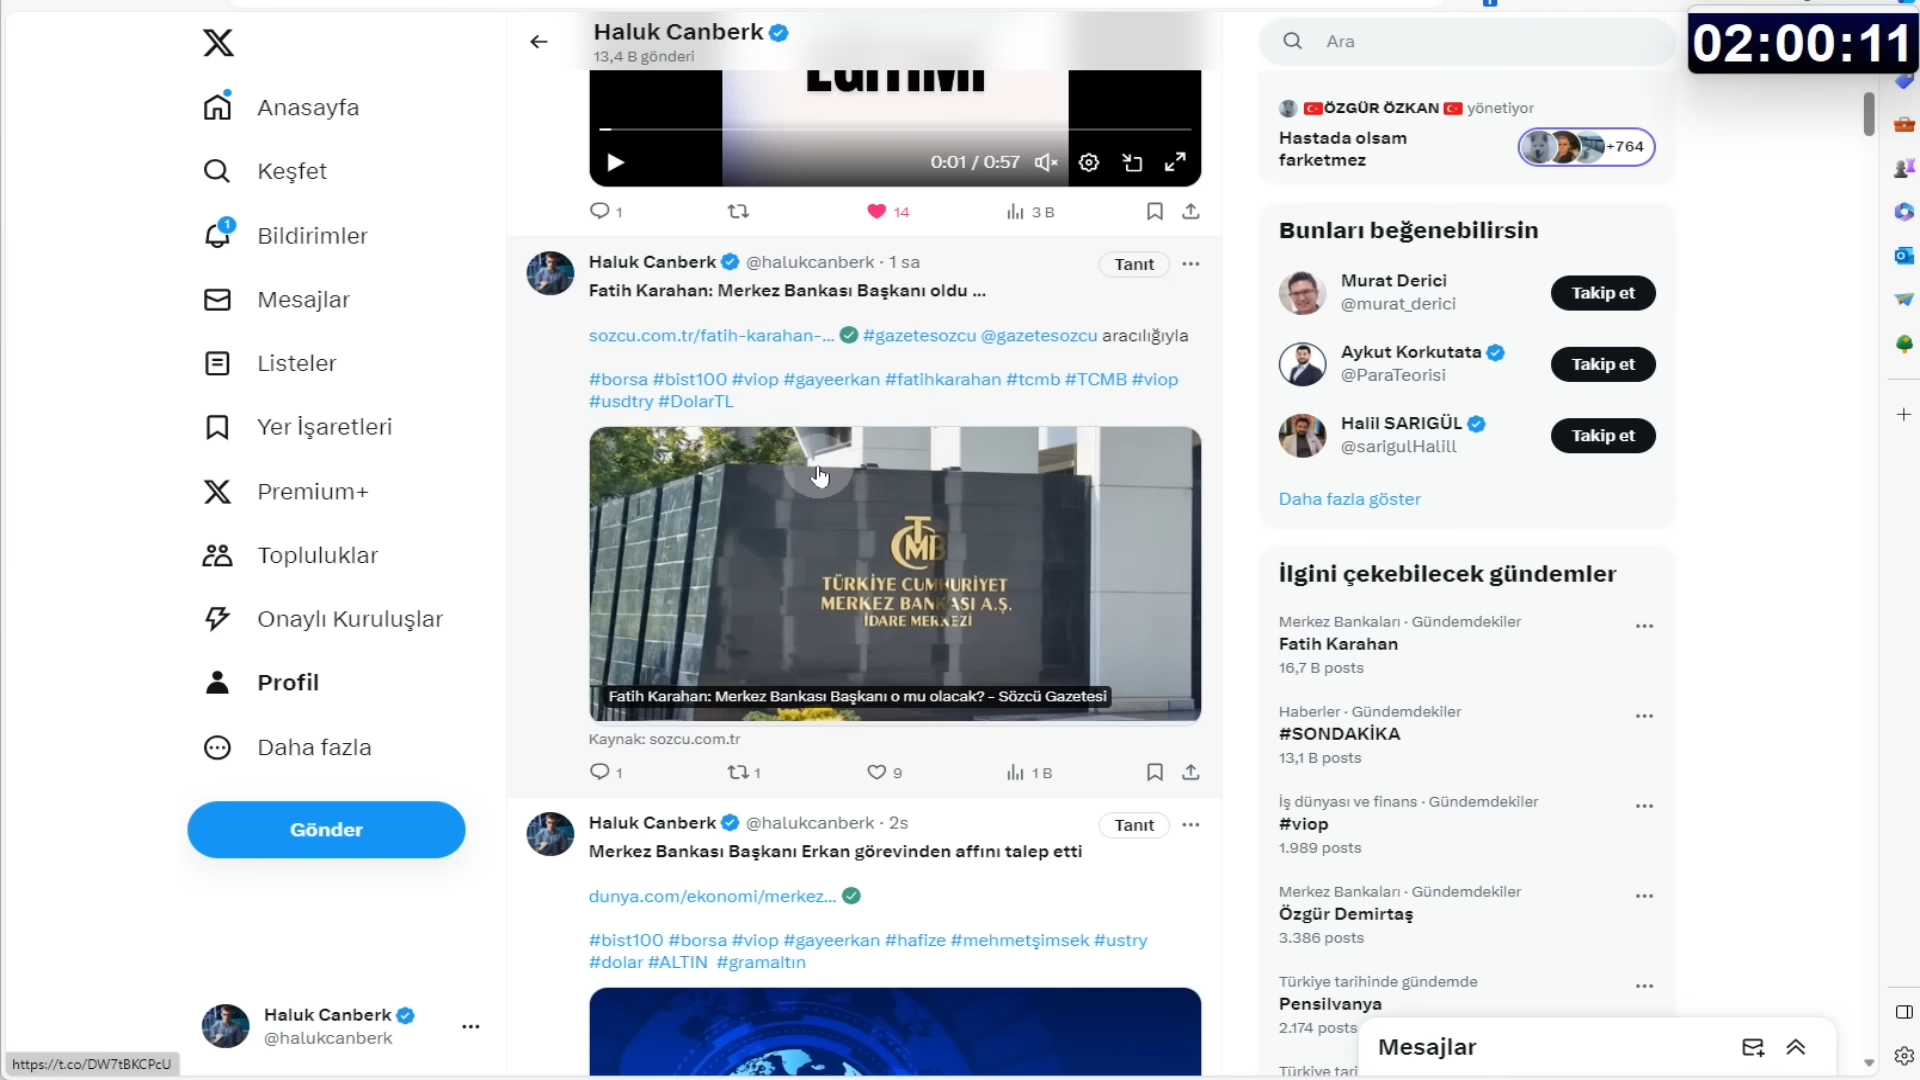 02:00:11
Haluk Canberk
13,4 B gönderi
Anasayfa
Keşfet
1
Bildirimler
Mesajlar
Listeler
Yer İşaretleri
Premium+
Topluluklar
Onaylı Kuruluşlar
Profil
Daha fazla
Gönder
Haluk Canberk
@halukcanberk
https://t.co/DW7tBKCPcU
EĞİTİMİ
0:01 / 0:57
1
14
3 B
Haluk Canberk @halukcanberk · 1 sa
Tanıt
Fatih Karahan: Merkez Bankası Başkanı oldu ...
sozcu.com.tr/fatih-karahan-... #gazetesozcu @gazetesozcu aracılığıyla
#borsa #bist100 #viop #gayeerkan #fatihkarahan #tcmb #TCMB #viop
#usdtry #DolarTL
TCMB
TÜRKİYE CUMHURİYET
MERKEZ BANKASI A.Ş.
İDARE MERKEZİ
Fatih Karahan: Merkez Bankası Başkanı o mu olacak? - Sözcü Gazetesi
Kaynak: sozcu.com.tr
1
1
9
1 B
Haluk Canberk @halukcanberk · 2s
Tanıt
Merkez Bankası Başkanı Erkan görevinden affını talep etti
dunya.com/ekonomi/merkez...
#bist100 #borsa #viop #gayeerkan #hafize #mehmetşimsek #ustry
#dolar #ALTIN #gramaltın
Ara
ÖZGÜR ÖZKAN yönetiyor
Hastada olsam
farketmez
+764
Bunları beğenebilirsin
Murat Derici
@murat_derici
Takip et
Aykut Korkutata
@ParaTeorisi
Takip et
Halil SARIGÜL
@sarigulHalill
Takip et
Daha fazla göster
İlgini çekebilecek gündemler
Merkez Bankaları · Gündemdekiler
Fatih Karahan
16,7 B posts
Haberler · Gündemdekiler
#SONDAKİKA
13,1 B posts
İş dünyası ve finans · Gündemdekiler
#viop
1.989 posts
Merkez Bankaları · Gündemdekiler
Özgür Demirtaş
3.386 posts
Türkiye tarihinde gündemde
Pensilvanya
2.174 posts
Türkiye tari
Mesajlar